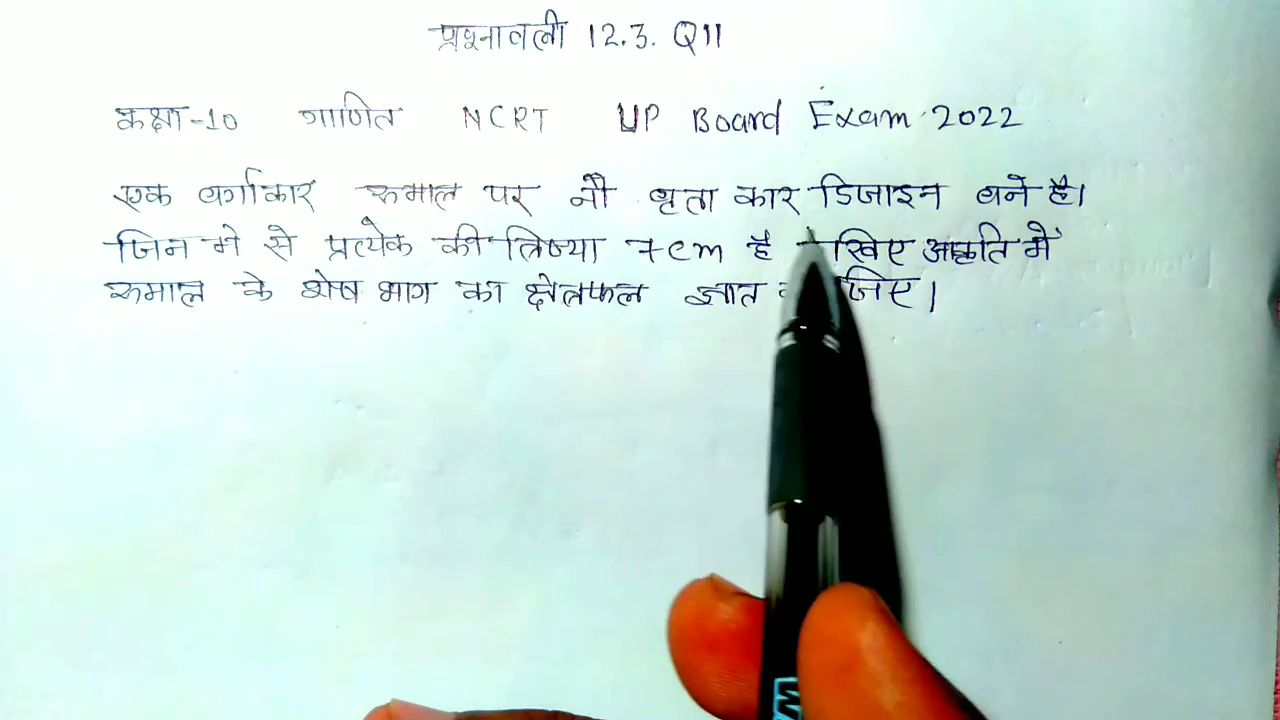 प्रश्नावली 12.3. Q11
कक्षा-10 गणित NCRT UP Board Exam 2022
एक वर्गाकार रुमाल पर नौ वृता कार डिजाइन बने है।
जिन मे से प्रत्येक की त्रिज्या 7cm है आकृति में
रुमाल के शेष भाग का क्षेत्रफल ज्ञात